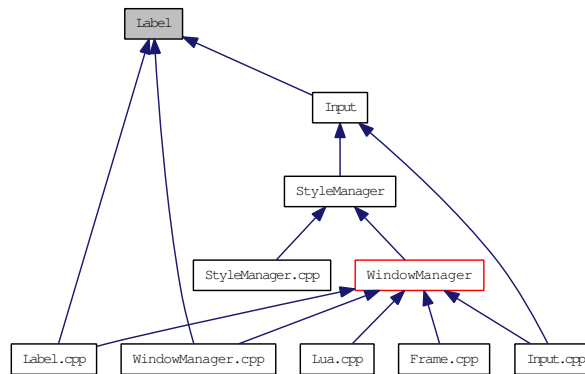 Label
Input
StyleManager
StyleManager.cpp
WindowManager
Label.cpp
WindowManager.cpp
Lua.cpp
Frame.cpp
Input.cpp